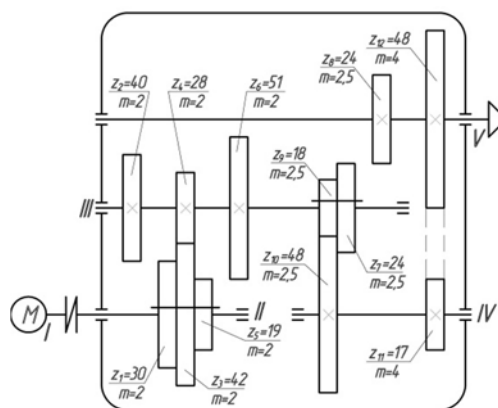 z₁₂=48
m=4
z₈=24
m=2,5
z₂=40
m=2
z₄=28
m=2
z₆=51
m=2
V
z₉=18
m=2,5
III
z₁₀=48
m=2,5
z₇=24
m=2,5
M
I
II
IV
z₅=19
m=2
z₁₁=17
m=4
z₁=30
m=2
z₃=42
m=2